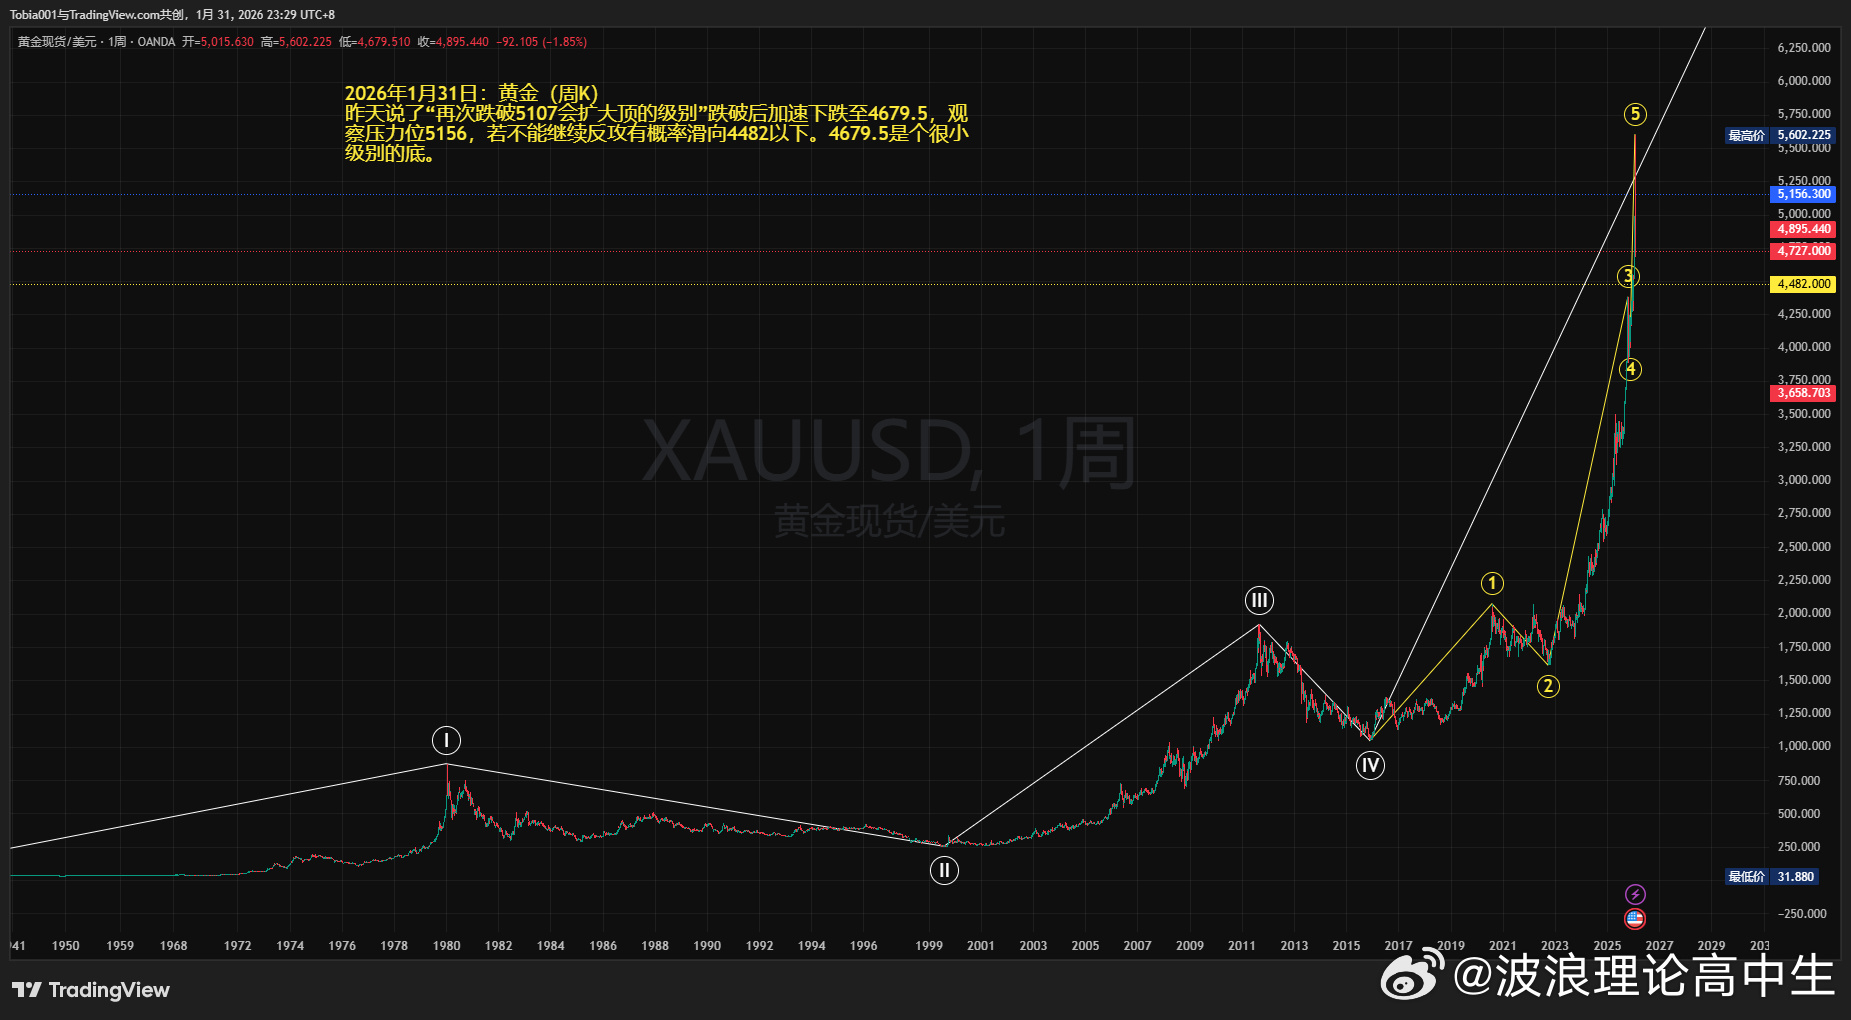 Tobia001与TradingView.com共创，1月 31, 2026 23:29 UTC+8
黄金现货/美元 · 1周 · OANDA 开=5,015.630 高=5,602.225 低=4,679.510 收=4,895.440 −92.105 (−1.85%)
2026年1月31日：黄金（周K）
昨天说了“再次跌破5107会扩大顶的级别”跌破后加速下跌至4679.5，观
察压力位5156，若不能继续反攻有概率滑向4482以下。4679.5是个很小
级别的底。
XAUUSD, 1周
黄金现货/美元
I
II
III
IV
1
2
3
4
5
6,250.000
6,000.000
5,750.000
最高价 5,602.225
5,500.000
5,250.000
5,156.300
5,000.000
4,895.440
4,727.000
4,482.000
4,250.000
4,000.000
3,750.000
3,658.703
3,500.000
3,250.000
3,000.000
2,750.000
2,500.000
2,250.000
2,000.000
1,750.000
1,500.000
1,250.000
1,000.000
750.000
500.000
250.000
最低价 31.880
−250.000
41 1950 1959 1968 1972 1974 1976 1978 1980 1982 1984 1986 1988 1990 1992 1994 1996 1999 2001 2003 2005 2007 2009 2011 2013 2015 2017 2019 2021 2023 2025 2027 2029 203
TradingView
@波浪理论高中生